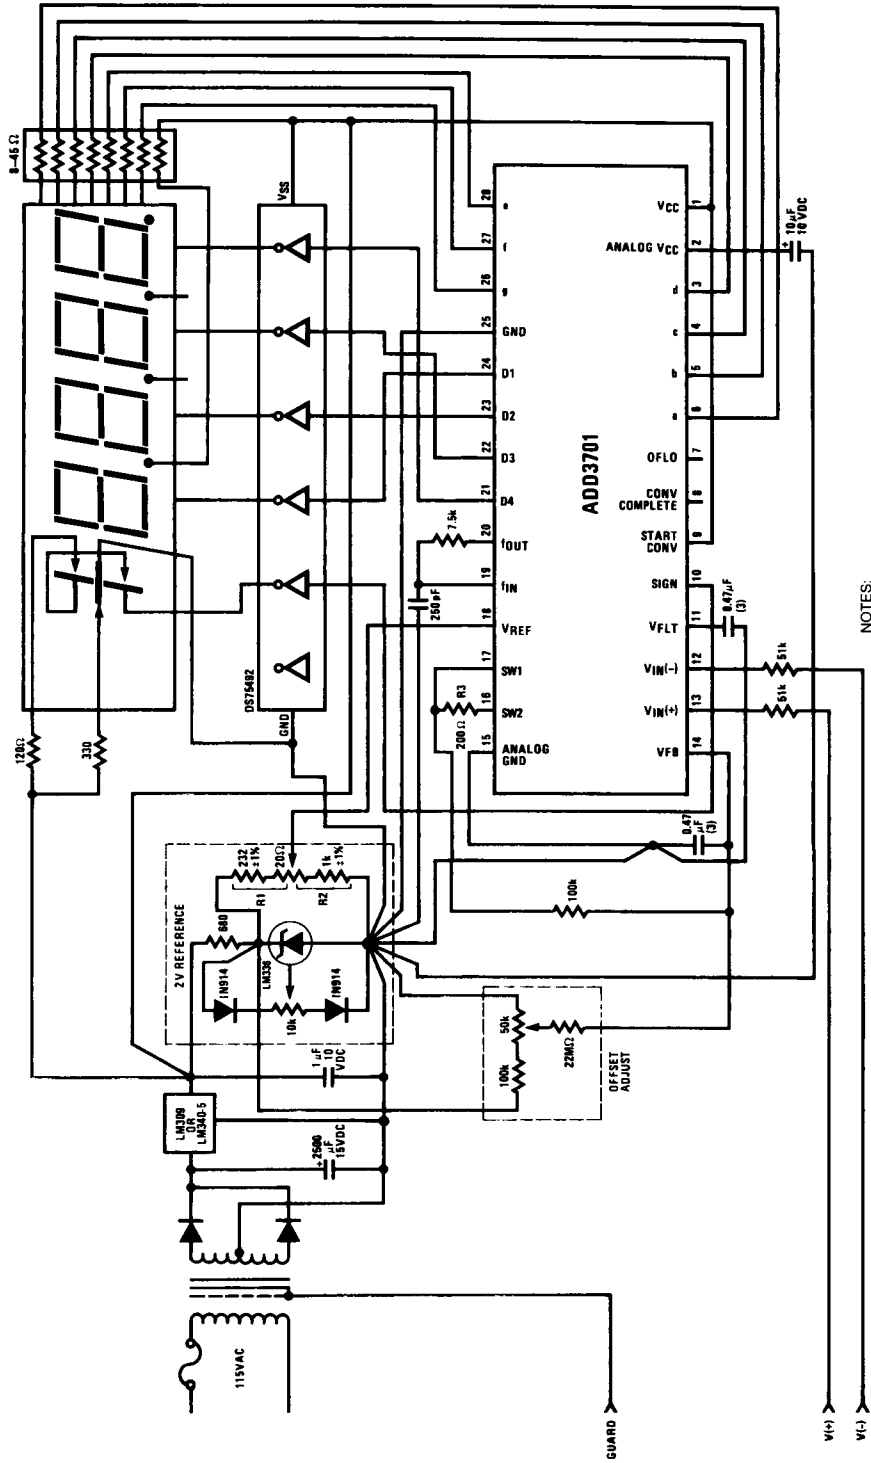 115VAC
GUARD
V(+)
V(-)
LM309
OR
LM340-5
+2500
μF
15VDC
1 μF
10
VDC
2V REFERENCE
680
IN914
LM336
10k
IN914
232
±1%
R1
20Ω
1k
±1%
R2
120Ω
330
GND
DS75492
VSS
8–45 Ω
100k
50k
22MΩ
OFFSET
ADJUST
100k
0.47
μF
(3)
200Ω
R3
250 pF
7.5k
ADD3701
15
ANALOG
GND
16
SW2
17
SW1
18
VREF
19
fIN
20
fOUT
21
D4
22
D3
23
D2
24
D1
25
GND
26
g
27
f
28
e
14
VFB
13
VIN(+)
12
VIN(-)
11
VFLT
10
SIGN
9
START
CONV
8
CONV
COMPLETE
7
OFLO
6
a
5
b
4
c
3
d
2
ANALOG VCC
1
VCC
51k
51k
0.47μF
(3)
+ 10μF
10 VDC
NOTES: